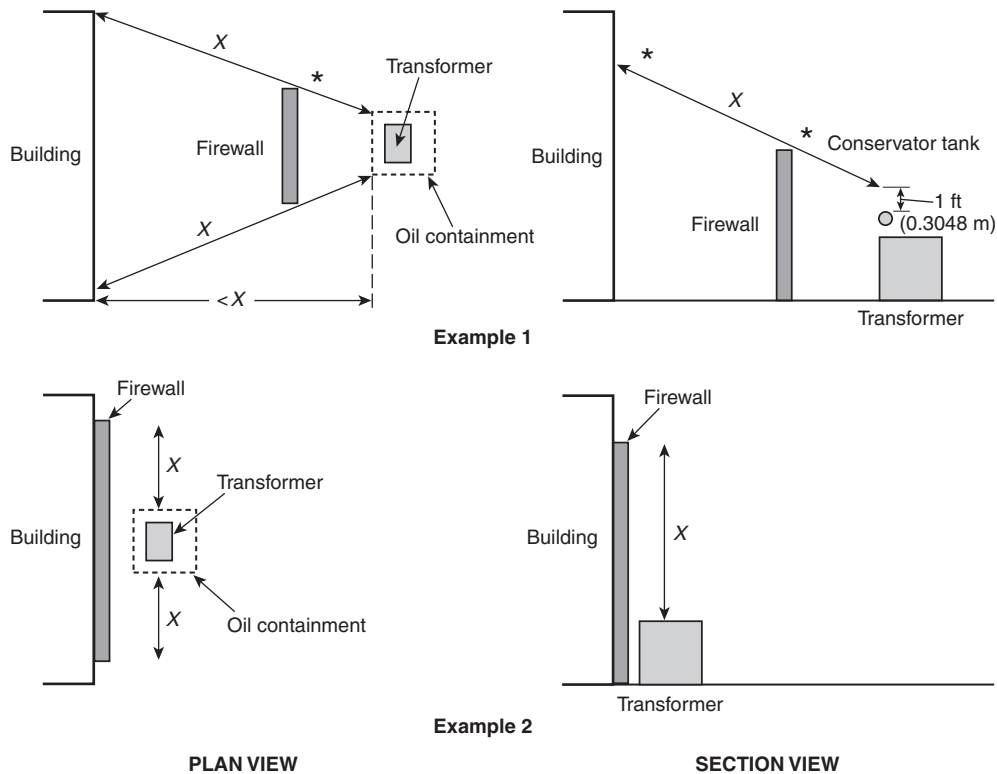 X
*
Transformer
Building
Firewall
X
Oil containment
< X
*
X
*
Conservator tank
Building
Firewall
1 ft
(0.3048 m)
Transformer
Example 1
Firewall
X
Transformer
Building
X
Oil containment
Firewall
Building
X
Transformer
Example 2
PLAN VIEW
SECTION VIEW